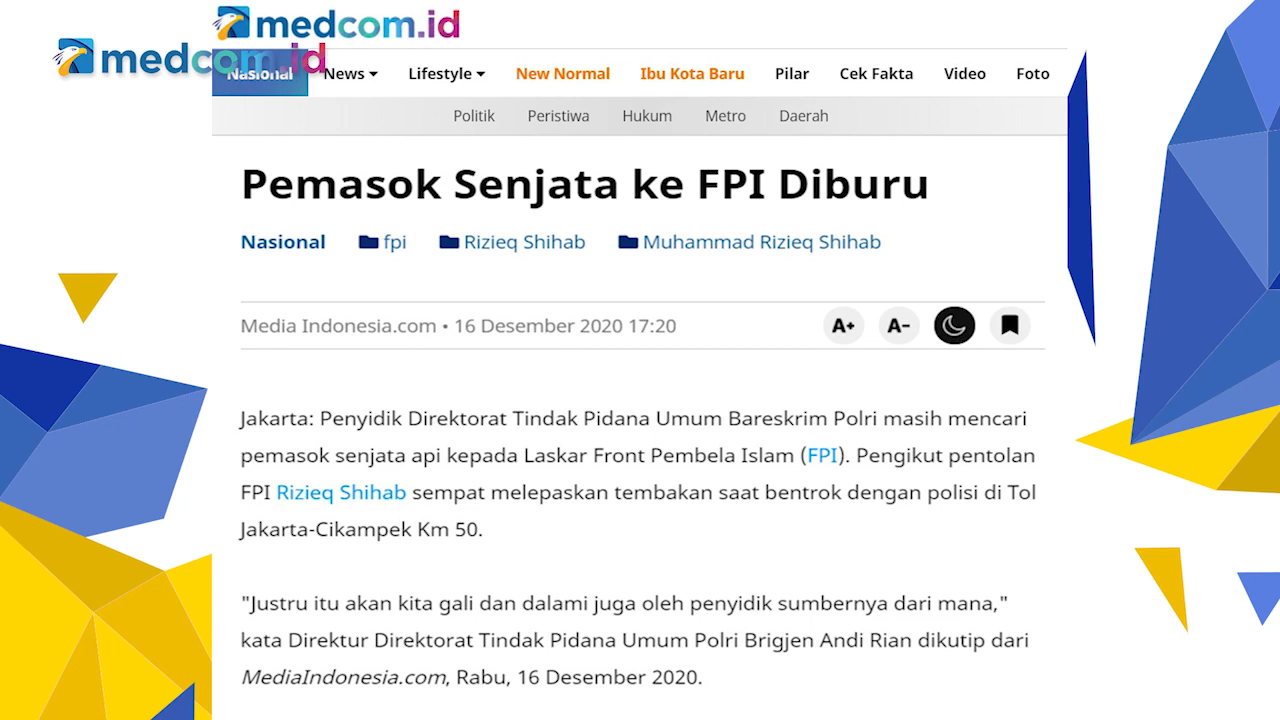 medcom.id
medcom.id
Nasional News Lifestyle New Normal Ibu Kota Baru Pilar Cek Fakta Video Foto
Politik Peristiwa Hukum Metro Daerah
Pemasok Senjata ke FPI Diburu
Nasional fpi Rizieq Shihab Muhammad Rizieq Shihab
Media Indonesia.com • 16 Desember 2020 17:20 A+ A-
Jakarta: Penyidik Direktorat Tindak Pidana Umum Bareskrim Polri masih mencari
pemasok senjata api kepada Laskar Front Pembela Islam (FPI). Pengikut pentolan
FPI Rizieq Shihab sempat melepaskan tembakan saat bentrok dengan polisi di Tol
Jakarta-Cikampek Km 50.
"Justru itu akan kita gali dan dalami juga oleh penyidik sumbernya dari mana,"
kata Direktur Direktorat Tindak Pidana Umum Polri Brigjen Andi Rian dikutip dari
MediaIndonesia.com, Rabu, 16 Desember 2020.